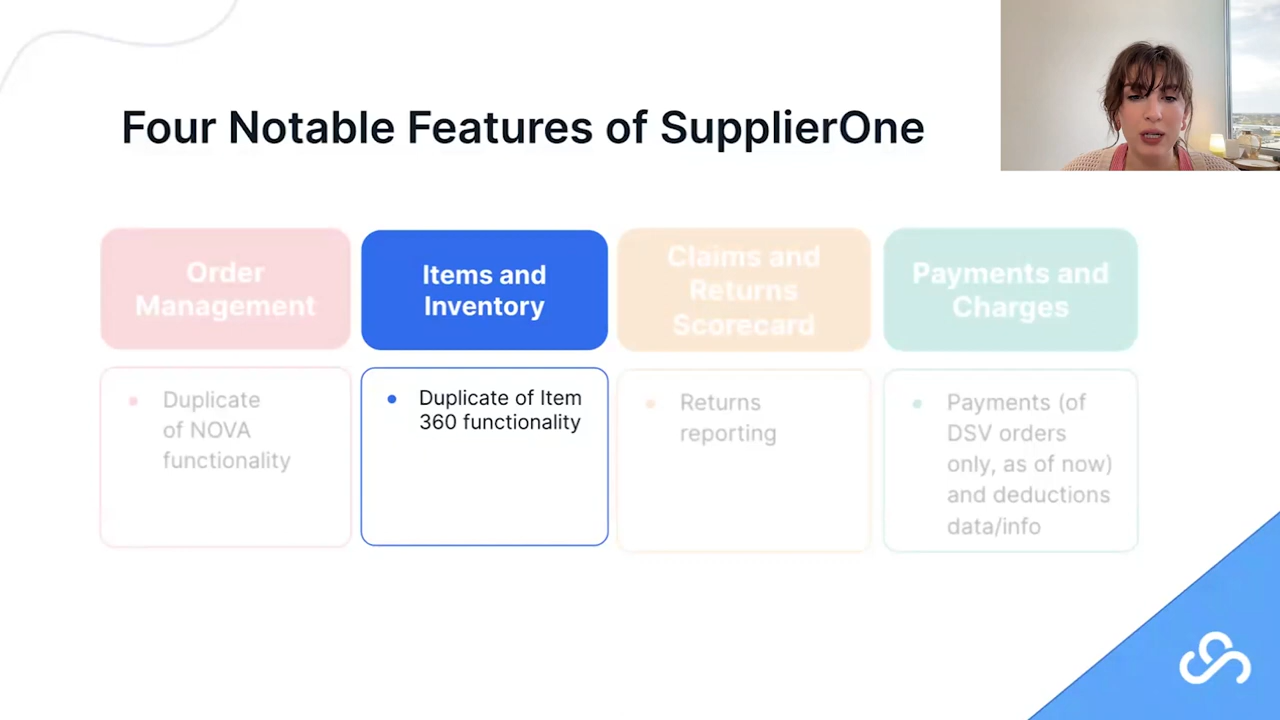 Four Notable Features of SupplierOne
Order
Management
Items and
Inventory
Claims and
Returns
Scorecard
Payments and
Charges
Duplicate
of NOVA
functionality
Duplicate of Item
360 functionality
Returns
reporting
Payments (of
DSV orders
only, as of now)
and deductions
data/info